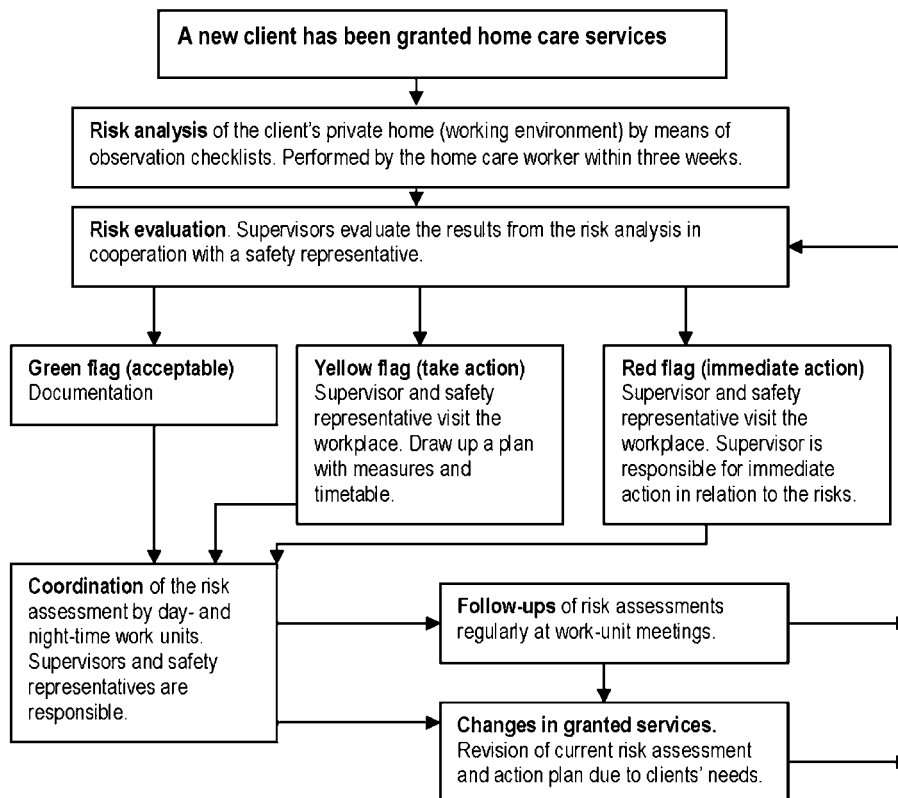 A new client has been granted home care services
Risk analysis of the client's private home (working environment) by means of
observation checklists. Performed by the home care worker within three weeks.
Risk evaluation. Supervisors evaluate the results from the risk analysis in
cooperation with a safety representative.
Green flag (acceptable)
Documentation
Yellow flag (take action)
Supervisor and safety
representative visit the
workplace. Draw up a plan
with measures and
timetable.
Red flag (immediate action)
Supervisor and safety
representative visit the
workplace. Supervisor is
responsible for immediate
action in relation to the risks.
Coordination of the risk
assessment by day- and
night-time work units.
Supervisors and safety
representatives are
responsible.
Follow-ups of risk assessments
regularly at work-unit meetings.
Changes in granted services.
Revision of current risk assessment
and action plan due to clients' needs.